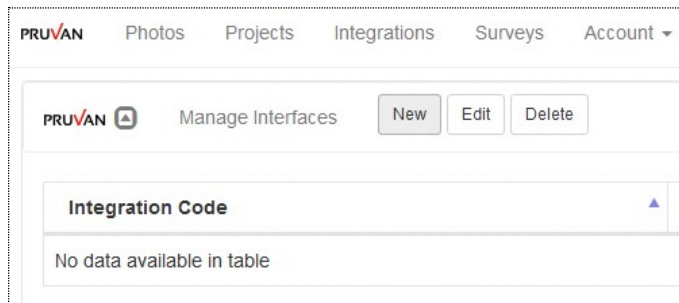 PRUVAN Photos Projects Integrations Surveys Account
PRUVAN Manage Interfaces New Edit Delete
Integration Code
No data available in table